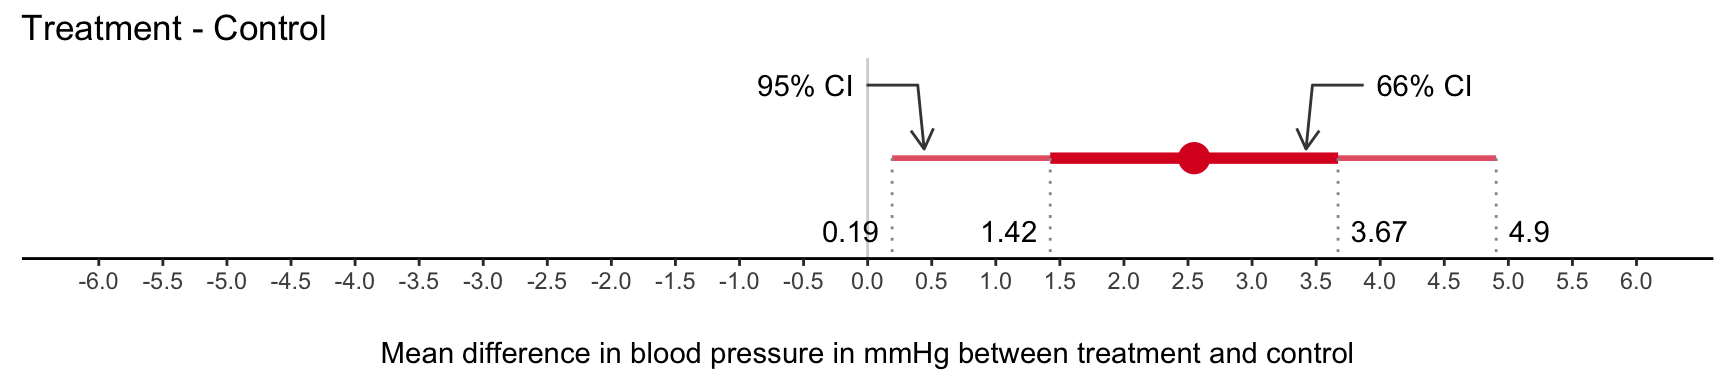 Treatment - Control
95% CI 66% CI
0.19 1.42 3.67 4.9
-6.0 -5.5 -5.0 -4.5 -4.0 -3.5 -3.0 -2.5 -2.0 -1.5 -1.0 -0.5 0.0 0.5 1.0 1.5 2.0 2.5 3.0 3.5 4.0 4.5 5.0 5.5 6.0
Mean difference in blood pressure in mmHg between treatment and control